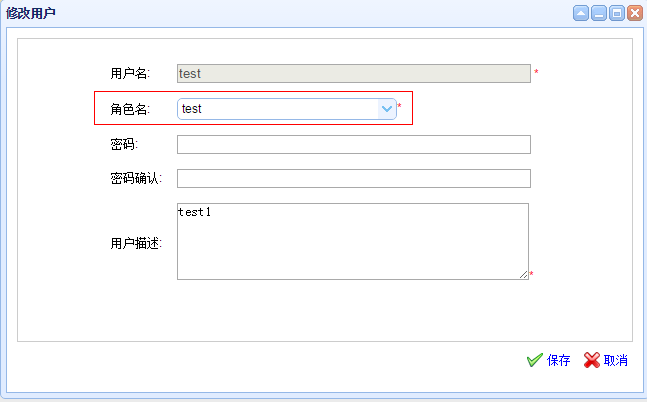 修改用户
用户名: test *
角色名: test *
密码:
密码确认:
用户描述: test1 *
保存 取消